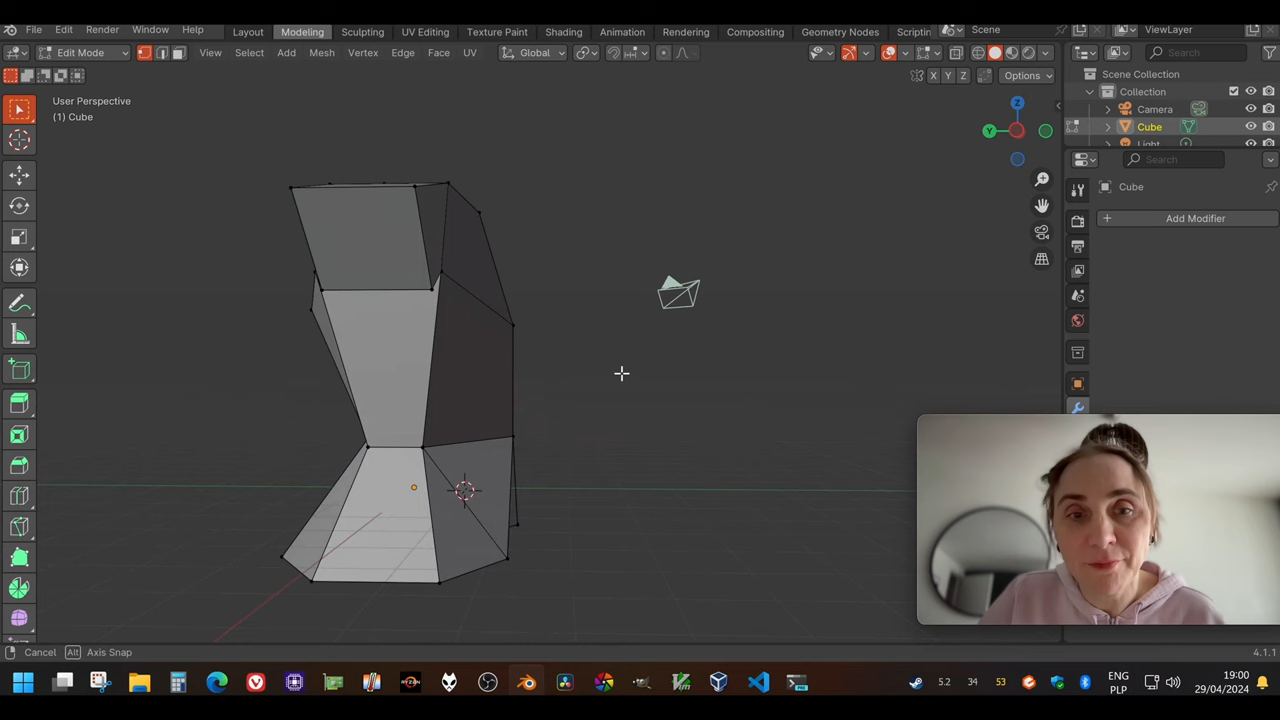 File Edit Render Window Help Layout Modeling Sculpting UV Editing Texture Paint Shading Animation Rendering Compositing Geometry Nodes Scriptin Scene ViewLayer
Edit Mode View Select Add Mesh Vertex Edge Face UV Global Search
X Y Z Options Scene Collection
User Perspective
(1) Cube
Collection
Camera
Cube
Light
Search
Cube
Add Modifier
Z
Y
Cancel Alt Axis Snap 4.1.1
RYZEN
5.2 34 53 ENG
PLP
19:00
29/04/2024